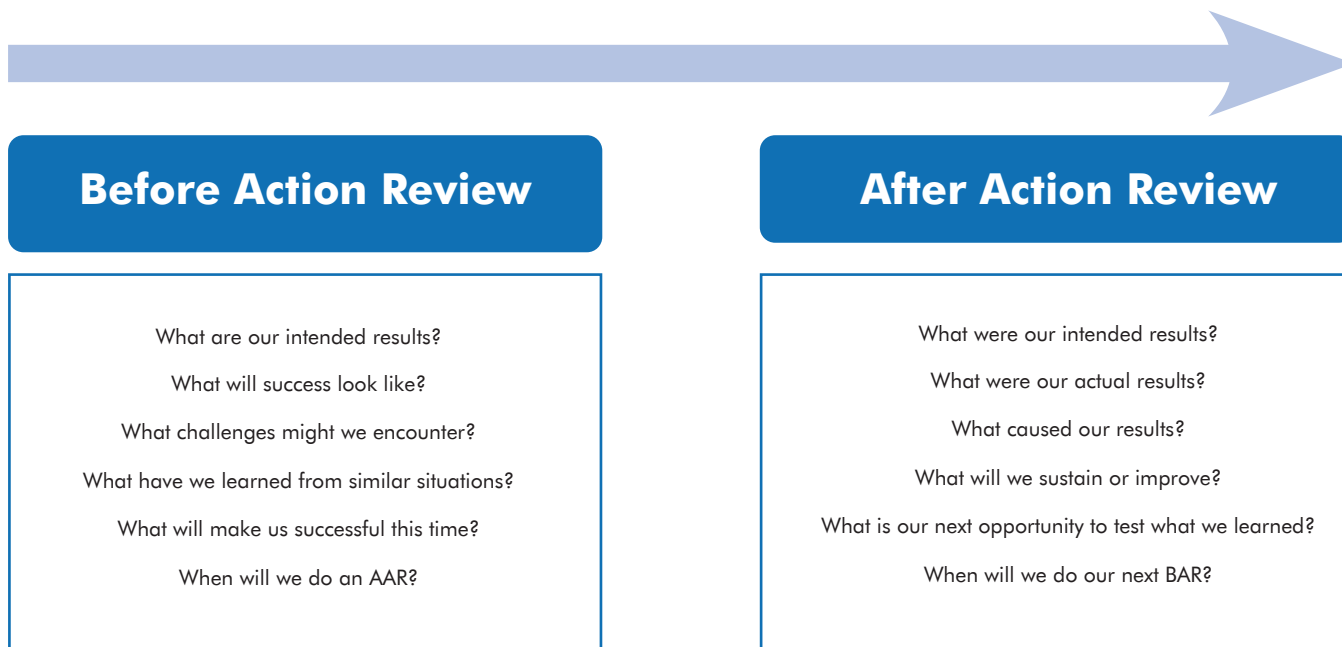 Before Action Review
What are our intended results?
What will success look like?
What challenges might we encounter?
What have we learned from similar situations?
What will make us successful this time?
When will we do an AAR?
After Action Review
What were our intended results?
What were our actual results?
What caused our results?
What will we sustain or improve?
What is our next opportunity to test what we learned?
When will we do our next BAR?